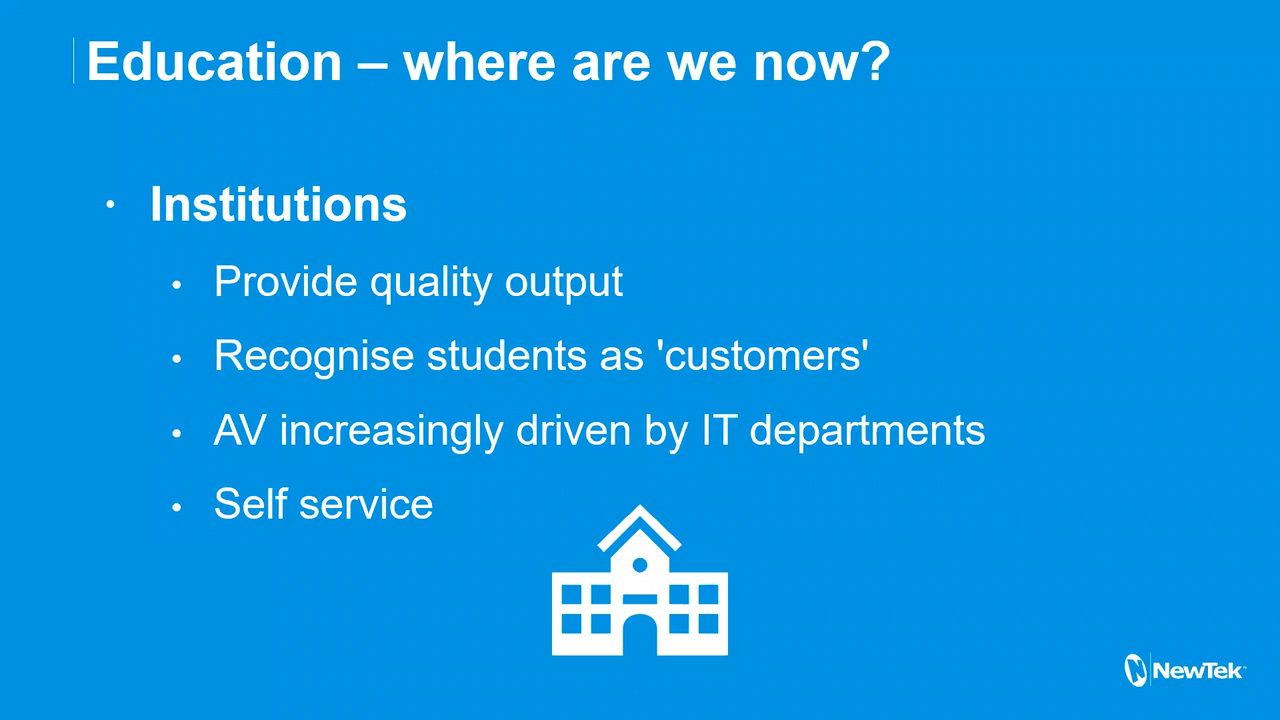 Education – where are we now?
Institutions
Provide quality output
Recognise students as 'customers'
AV increasingly driven by IT departments
Self service
NewTek